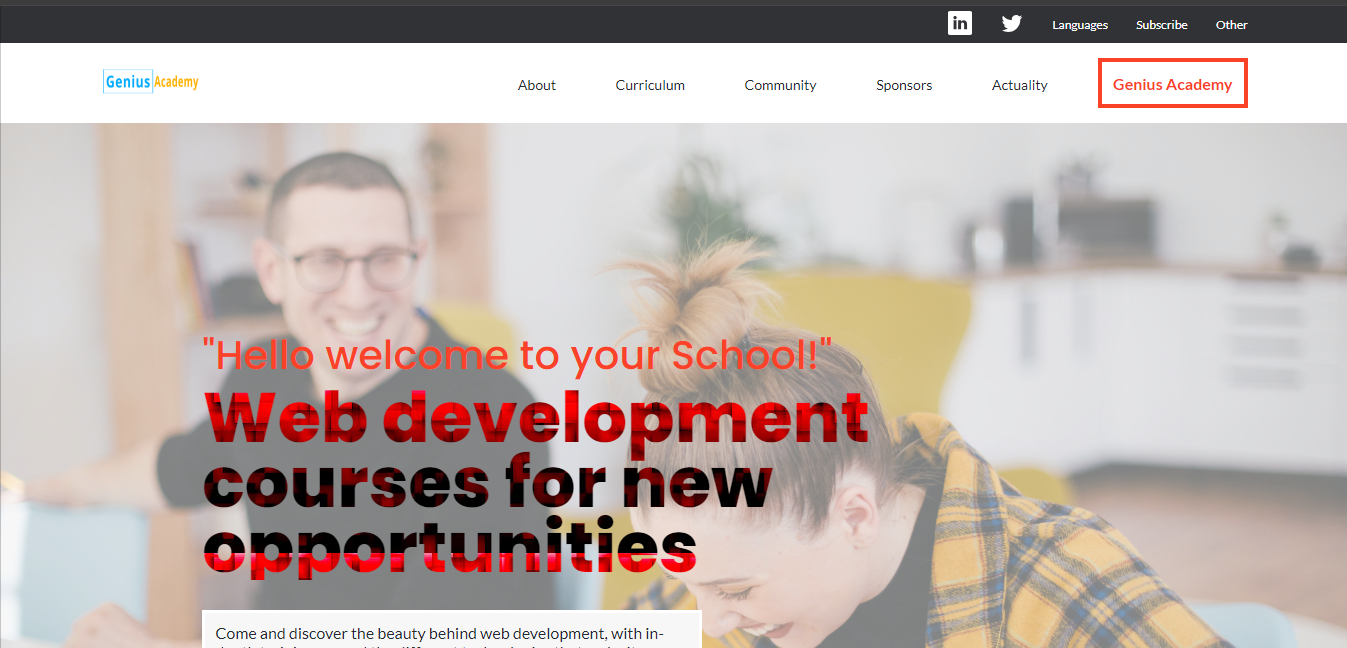 in
Languages Subscribe Other
Genius Academy
About Curriculum Community Sponsors Actuality Genius Academy
"Hello welcome to your School!"
Web development
courses for new
opportunities
Come and discover the beauty behind web development, with in-